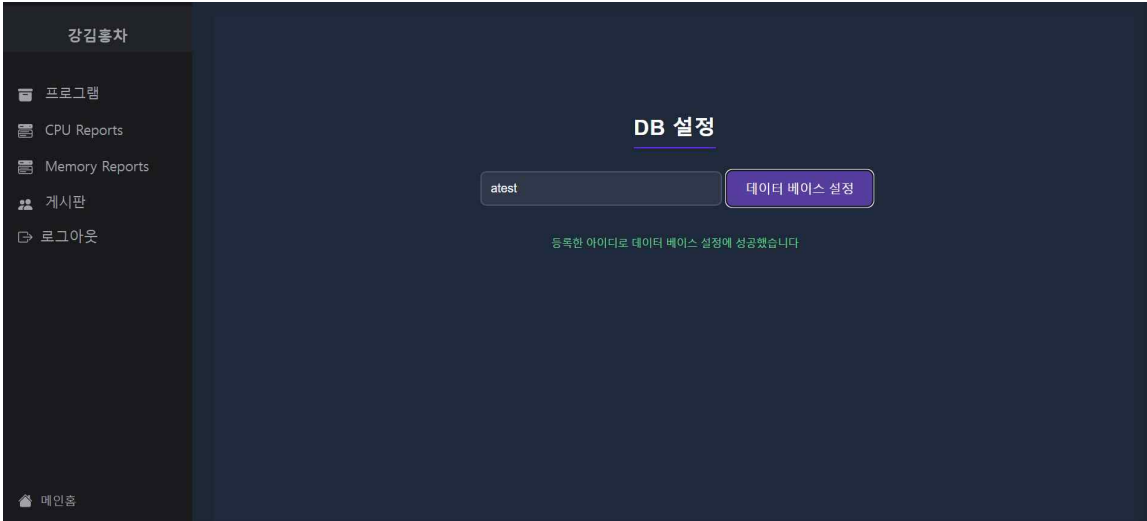 강김홍차
프로그램
CPU Reports
Memory Reports
게시판
로그아웃
메인홈
DB 설정
atest
데이터 베이스 설정
등록한 아이디로 데이터 베이스 설정에 성공했습니다